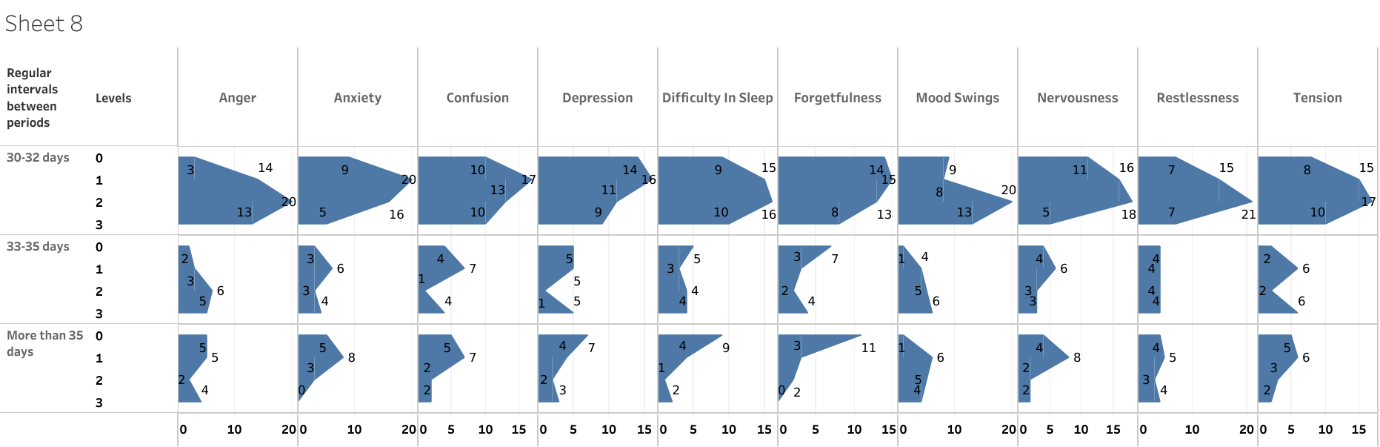 Sheet 8
Regular
intervals
between
periods
Levels
Anger
Anxiety
Confusion
Depression
Difficulty In Sleep
Forgetfulness
Mood Swings
Nervousness
Restlessness
Tension
30-32 days
0 3 9 10 14 9 14 9 11 7 8
14 15 16 15 15
1 20 17 16 15
13 11 8
2 20 20 17
13 5 10 9 10 8 13 5 7 10
16 16 13 18 21
3
33-35 days
0 2 3 4 5 5 3 7 1 4 4 4 2
1 6 7 3 6 4 6
3 1 5
2 6 3 4 2 5 3 4 2
5 4 4 5 4 4 6 3 4 6
1
3
More than 35
days
0 5 5 5 4 7 4 9 3 11 1 4 4 5
1 5 8 7 6 8 5 6
3 2 1 2 3
2 2 2 5 3
4 0 2 3 2 0 2 4 2 4 2
3
0 10 20 0 10 20 0 5 10 15 0 5 10 15 0 5 10 15 0 5 10 15 0 10 20 0 5 10 15 0 10 20 0 5 10 15